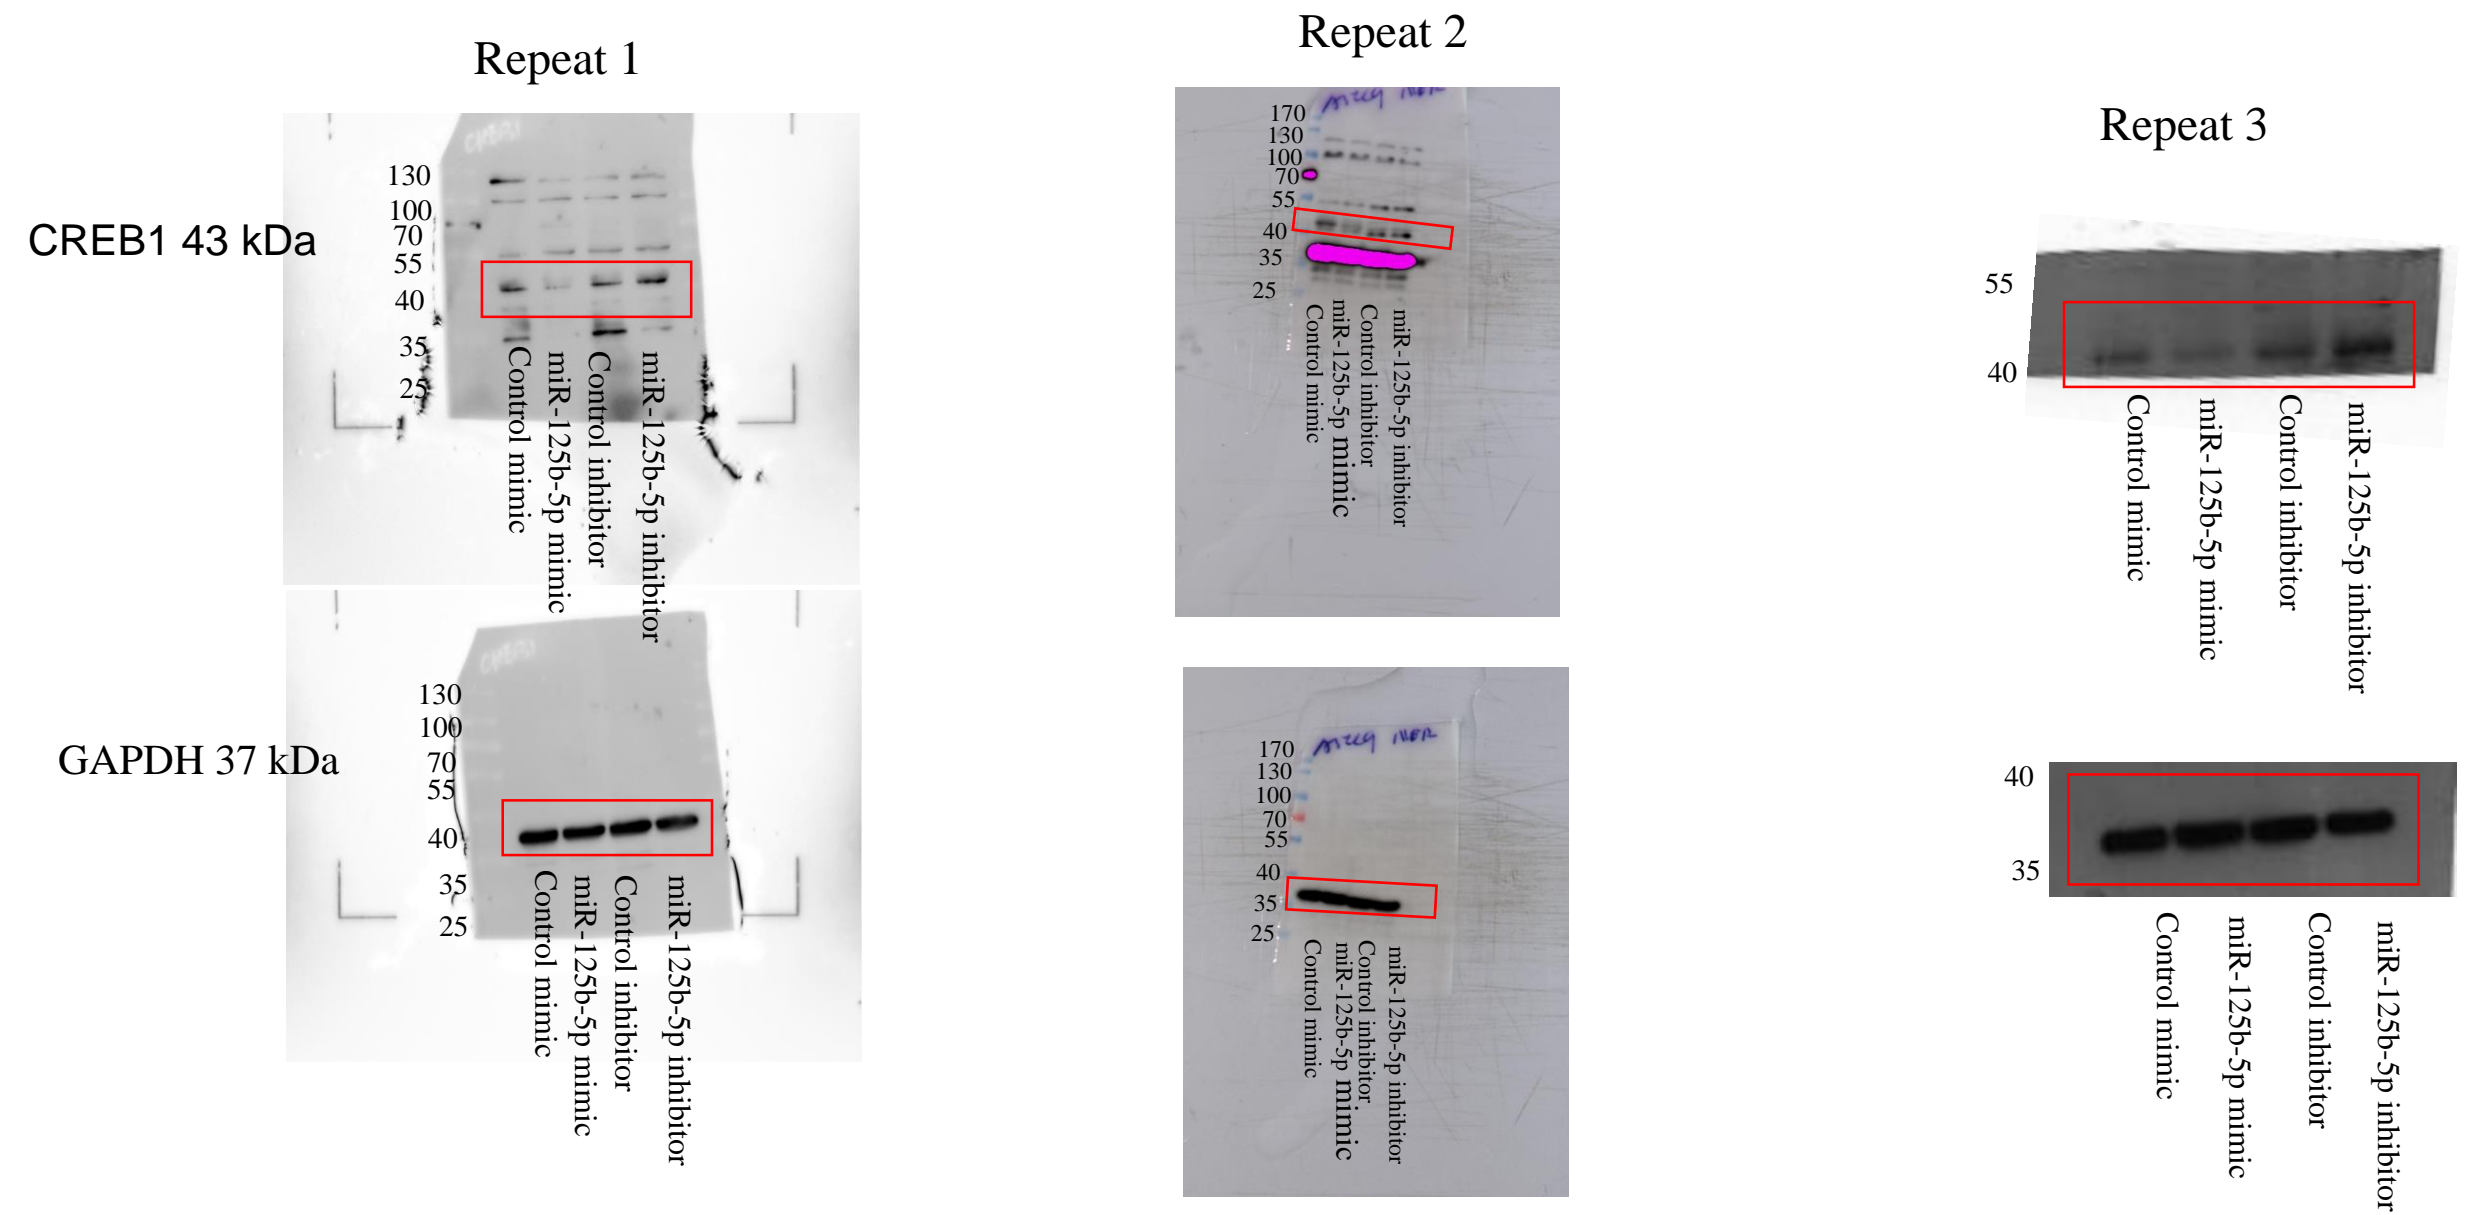 Repeat 1
CREB1 43 kDa
CREB1
130
100
70
55
40
35
25
Control mimic
miR-125b-5p mimic
Control inhibitor
miR-125b-5p inhibitor
GAPDH 37 kDa
CREB1
130
100
70
55
40
35
25
Control mimic
miR-125b-5p mimic
Control inhibitor
miR-125b-5p inhibitor
Repeat 2
170
130
100
70
55
40
35
25
Control mimic
miR-125b-5p mimic
Control inhibitor
miR-125b-5p inhibitor
170
130
100
70
55
40
35
25
Control mimic
miR-125b-5p mimic
Control inhibitor
miR-125b-5p inhibitor
Repeat 3
55
40
Control mimic
miR-125b-5p mimic
Control inhibitor
miR-125b-5p inhibitor
40
35
Control mimic
miR-125b-5p mimic
Control inhibitor
miR-125b-5p inhibitor